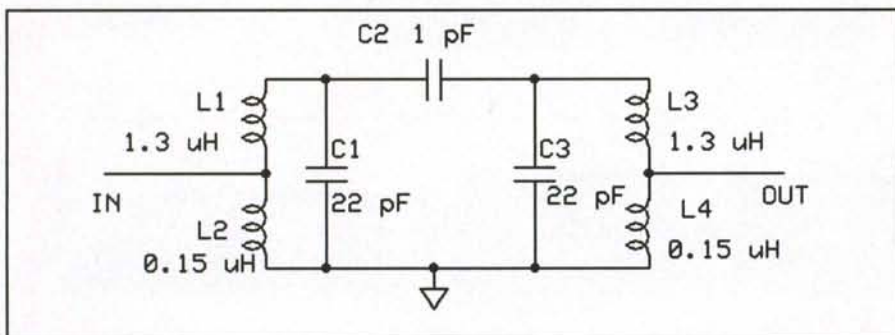 C2 1 pF
L1
1.3 uH
C1
22 pF
C3
22 pF
L3
1.3 uH
IN
OUT
L2
0.15 uH
L4
0.15 uH